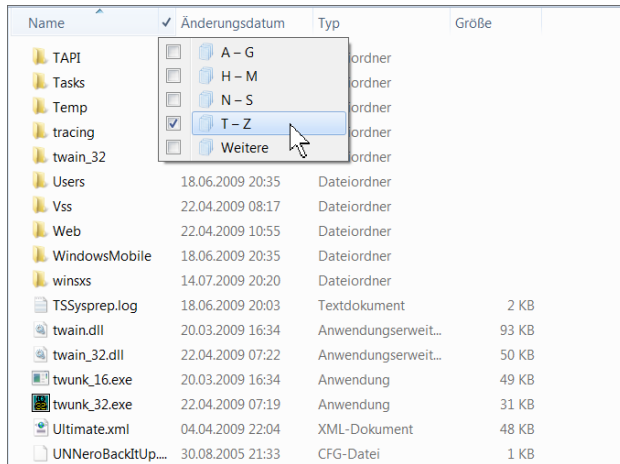 Name Änderungsdatum Typ Größe
TAPI A – G ordner
Tasks H – M ordner
Temp N – S ordner
tracing T – Z ordner
twain_32 Weitere Dateiordner
Users 18.06.2009 20:35 Dateiordner
Vss 22.04.2009 08:17 Dateiordner
Web 22.04.2009 10:55 Dateiordner
WindowsMobile 18.06.2009 20:35 Dateiordner
winsxs 14.07.2009 20:20 Dateiordner
TSSysprep.log 18.06.2009 20:03 Textdokument 2 KB
twain.dll 20.03.2009 16:34 Anwendungserweit... 93 KB
twain_32.dll 22.04.2009 07:22 Anwendungserweit... 50 KB
twunk_16.exe 20.03.2009 16:34 Anwendung 49 KB
twunk_32.exe 22.04.2009 07:19 Anwendung 31 KB
Ultimate.xml 04.04.2009 22:04 XML-Dokument 48 KB
UNNeroBackItUp.... 30.08.2005 21:33 CFG-Datei 1 KB